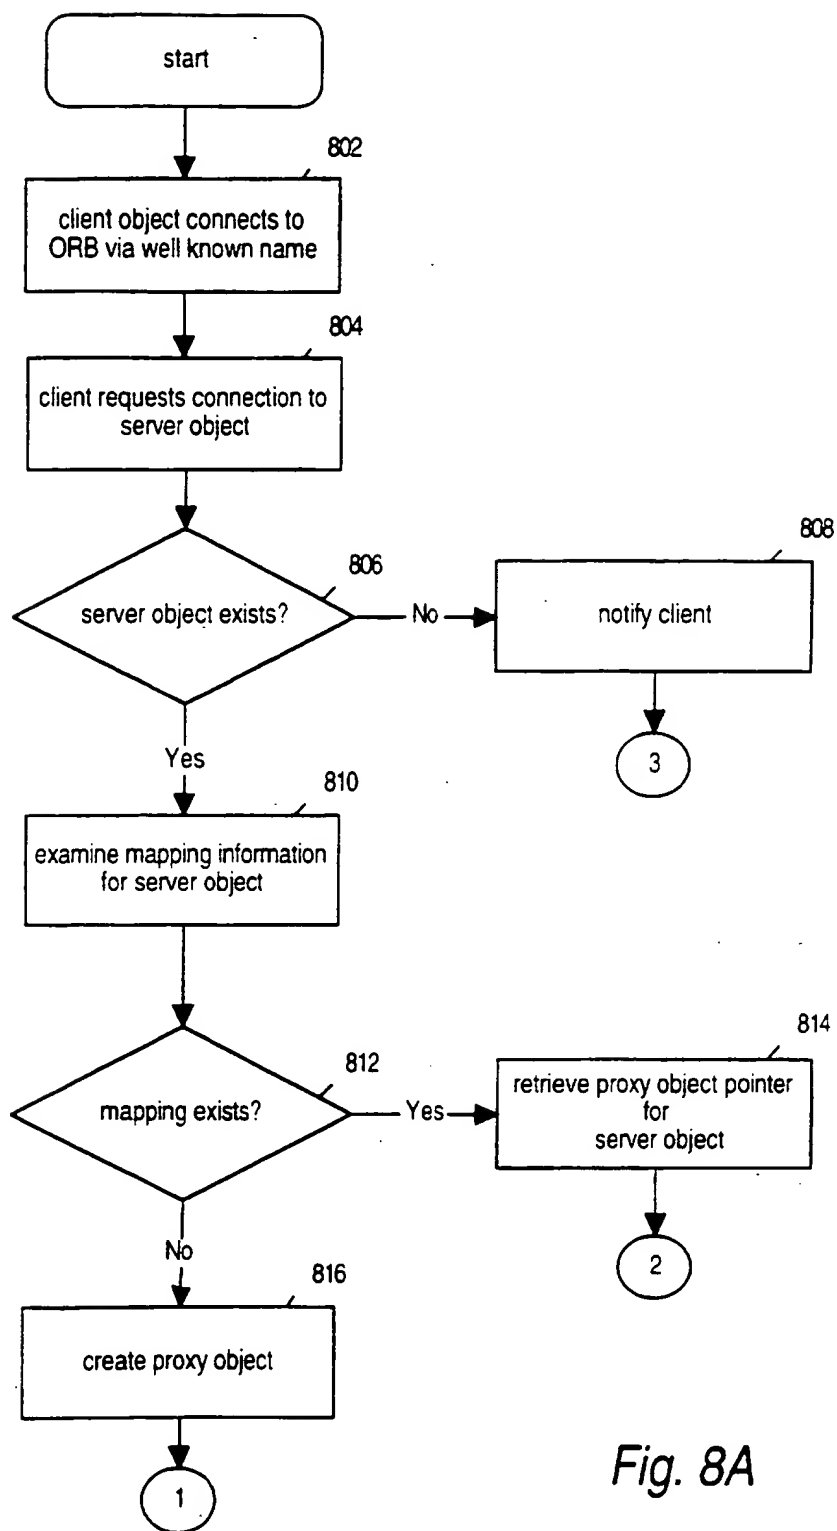 start
802
client object connects to
ORB via well known name
804
client requests connection to
server object
806
server object exists?
No
808
notify client
3
Yes
810
examine mapping information
for server object
812
mapping exists?
Yes
814
retrieve proxy object pointer
for
server object
2
No
816
create proxy object
1
Fig. 8A